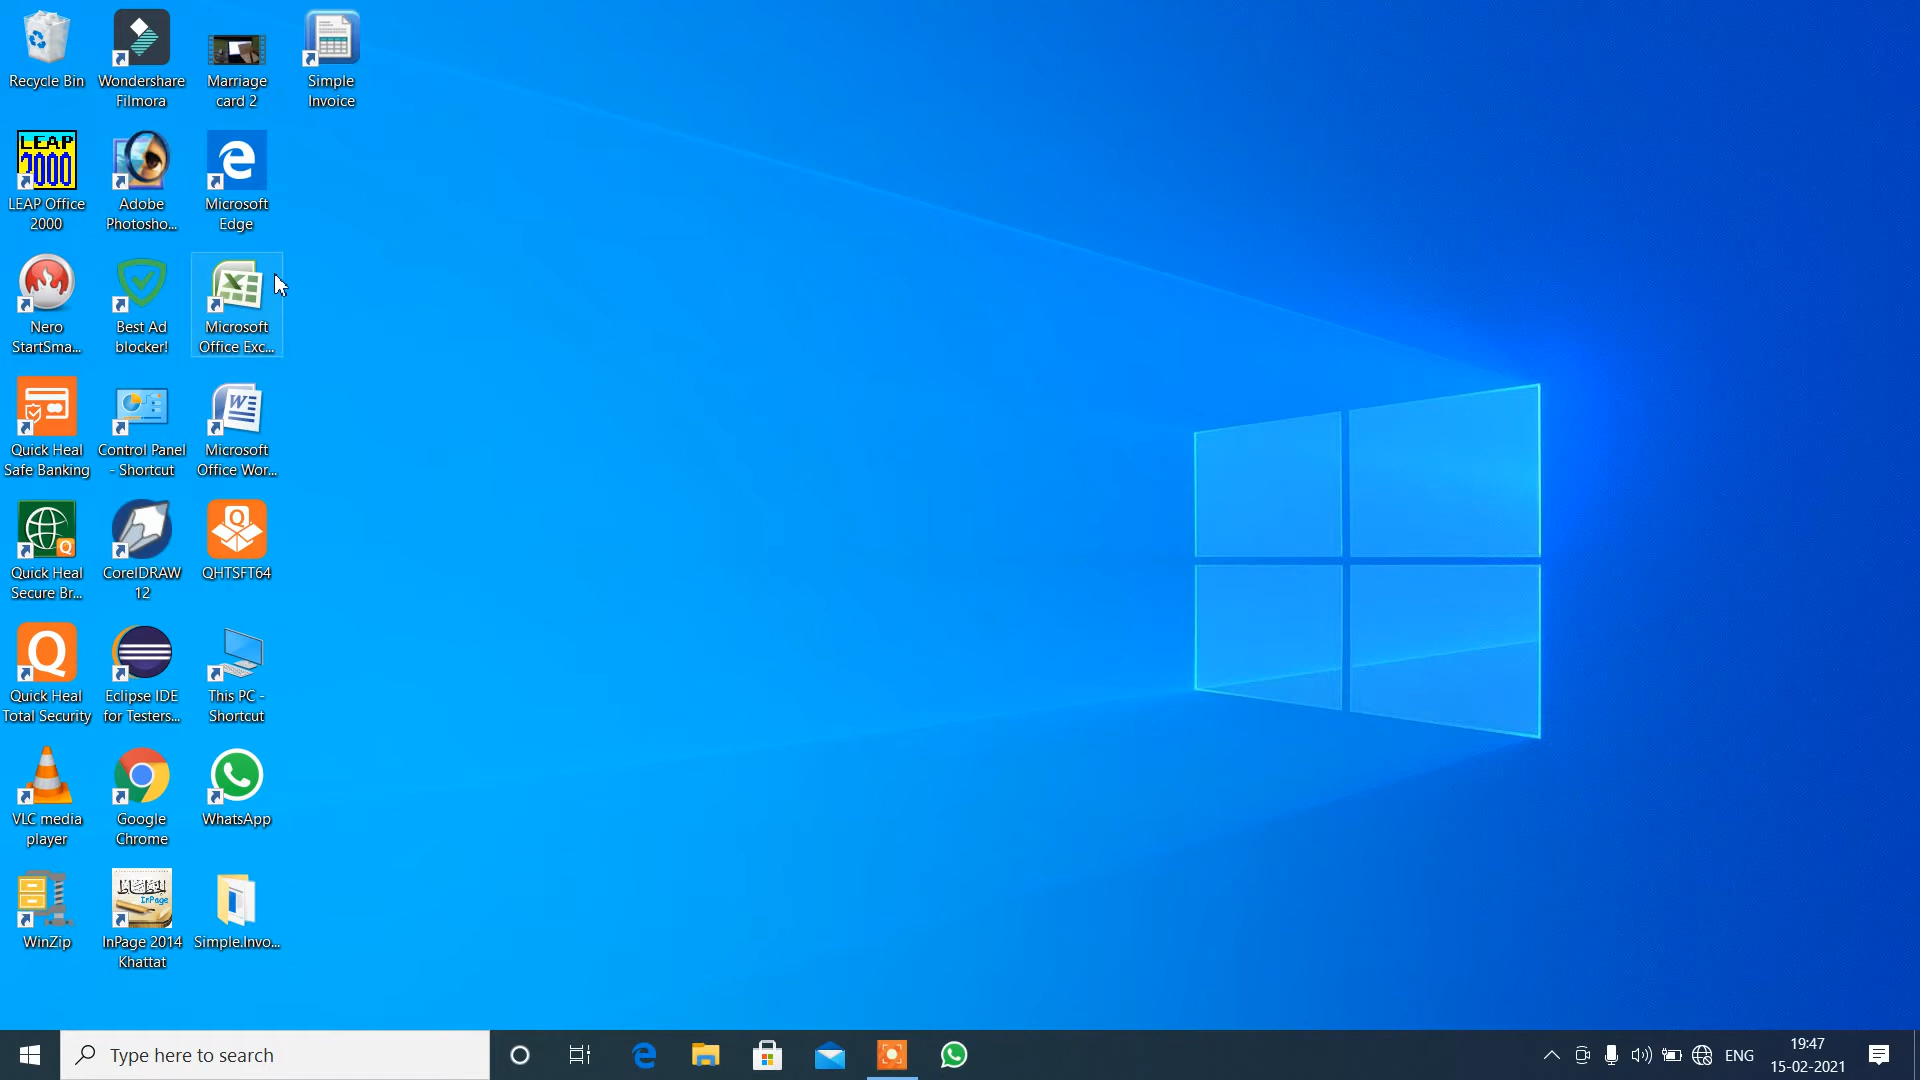 Recycle Bin
Wondershare
Filmora
Marriage
card 2
Simple
Invoice
LEAP
2000
LEAP Office
2000
Adobe
Photosho...
Microsoft
Edge
Nero
StartSma...
Best Ad
blocker!
Microsoft
Office Exc...
Quick Heal
Safe Banking
Control Panel
- Shortcut
Microsoft
Office Wor...
Quick Heal
Secure Br...
CorelDRAW
12
QHTSFT64
Quick Heal
Total Security
Eclipse IDE
for Testers...
This PC -
Shortcut
VLC media
player
Google
Chrome
WhatsApp
WinZip
InPage
InPage 2014
Khattat
Simple.Invo...
Type here to search
ENG
19:47
15-02-2021